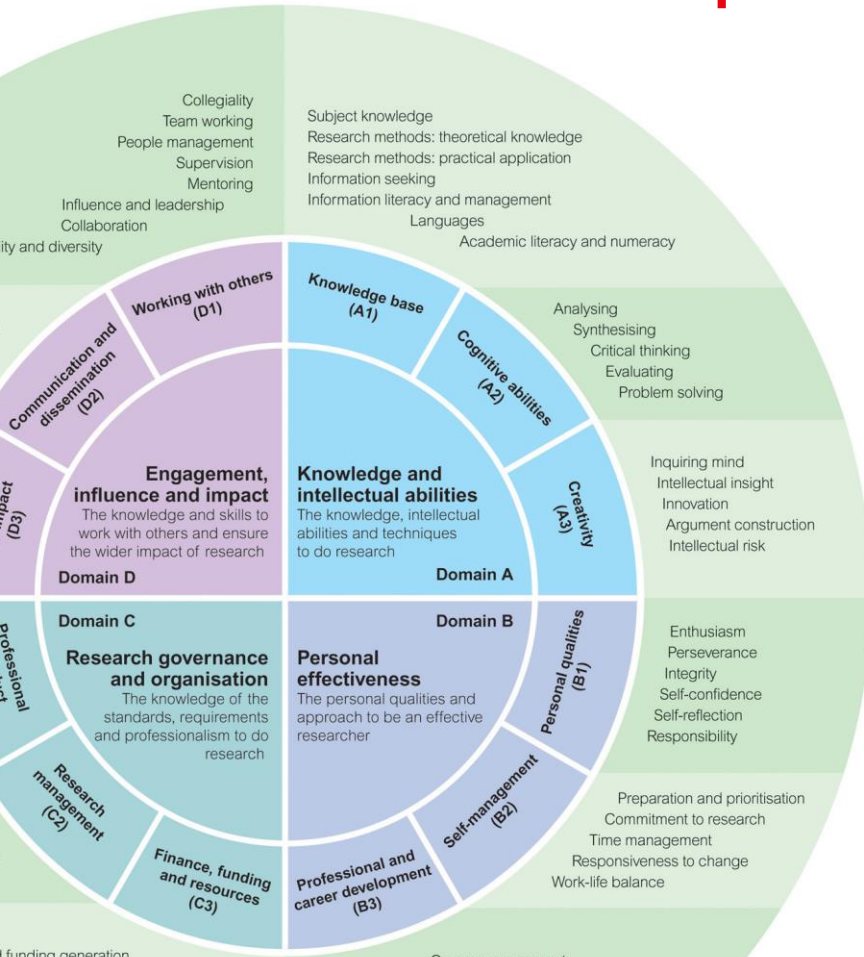 Collegiality
Team working
People management
Supervision
Mentoring
Influence and leadership
Collaboration
and diversity
Subject knowledge
Research methods: theoretical knowledge
Research methods: practical application
Information seeking
Information literacy and management
Languages
Academic literacy and numeracy
Analysing
Synthesising
Critical thinking
Evaluating
Problem solving
Inquiring mind
Intellectual insight
Innovation
Argument construction
Intellectual risk
Enthusiasm
Perseverance
Integrity
Self-confidence
Self-reflection
Responsibility
Preparation and prioritisation
Commitment to research
Time management
Responsiveness to change
Work-life balance
Working with others
(D1)
Knowledge base
(A1)
Cognitive abilities
(A2)
Creativity
(A3)
Personal qualities
(B1)
Self-management
(B2)
Professional and
career development
(B3)
Finance, funding
and resources
(C3)
Research
management
(C2)
Professional
(D3)
Communication and
dissemination
(D2)
Engagement,
influence and impact
The knowledge and skills to
work with others and ensure
the wider impact of research
Domain D
Knowledge and
intellectual abilities
The knowledge, intellectual
abilities and techniques
to do research
Domain A
Domain C
Research governance
and organisation
The knowledge of the
standards, requirements
and professionalism to do
research
Domain B
Personal
effectiveness
The personal qualities and
approach to be an effective
researcher
funding generation